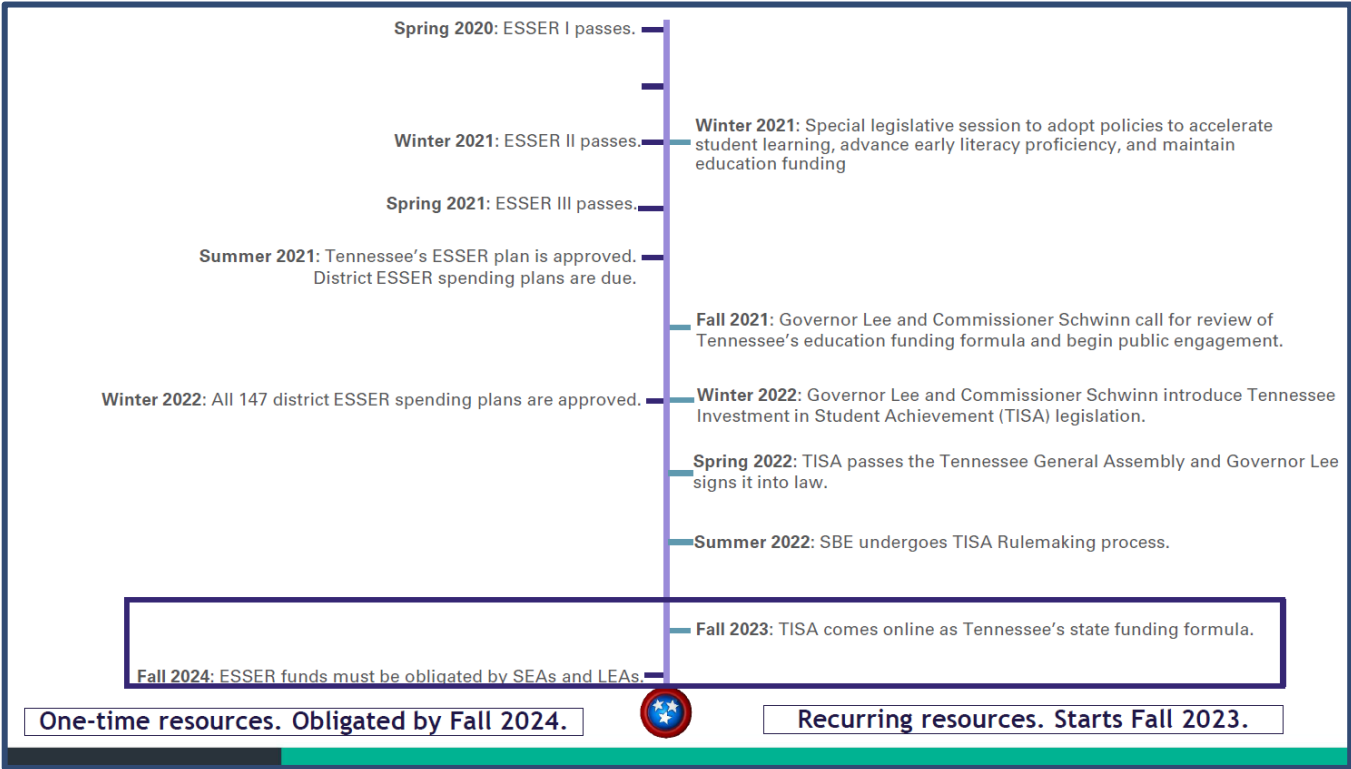 Spring 2020: ESSER I passes.
Winter 2021: ESSER II passes.
Winter 2021: Special legislative session to adopt policies to accelerate
student learning, advance early literacy proficiency, and maintain
education funding
Spring 2021: ESSER III passes.
Summer 2021: Tennessee’s ESSER plan is approved.
District ESSER spending plans are due.
Fall 2021: Governor Lee and Commissioner Schwinn call for review of
Tennessee’s education funding formula and begin public engagement.
Winter 2022: All 147 district ESSER spending plans are approved.
Winter 2022: Governor Lee and Commissioner Schwinn introduce Tennessee
Investment in Student Achievement (TISA) legislation.
Spring 2022: TISA passes the Tennessee General Assembly and Governor Lee
signs it into law.
Summer 2022: SBE undergoes TISA Rulemaking process.
Fall 2023: TISA comes online as Tennessee’s state funding formula.
Fall 2024: ESSER funds must be obligated by SEAs and LEAs.
One-time resources. Obligated by Fall 2024.
Recurring resources. Starts Fall 2023.